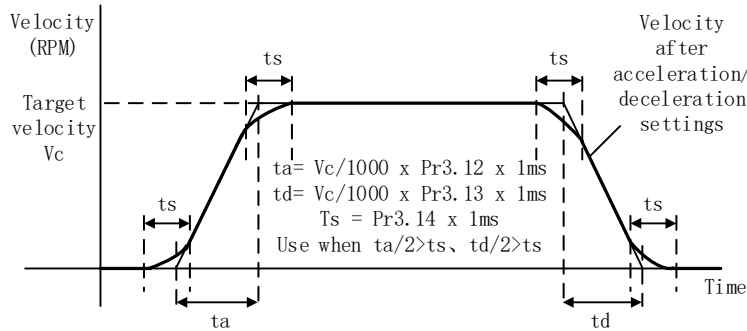 Velocity
(RPM)
Velocity
after
acceleration/
deceleration
settings
ts
ts
Target
velocity
Vc
ta= Vc/1000 x Pr3.12 x 1ms
td= Vc/1000 x Pr3.13 x 1ms
Ts = Pr3.14 x 1ms
Use when ta/2>ts、td/2>ts
ts
ts
Time
ta
td